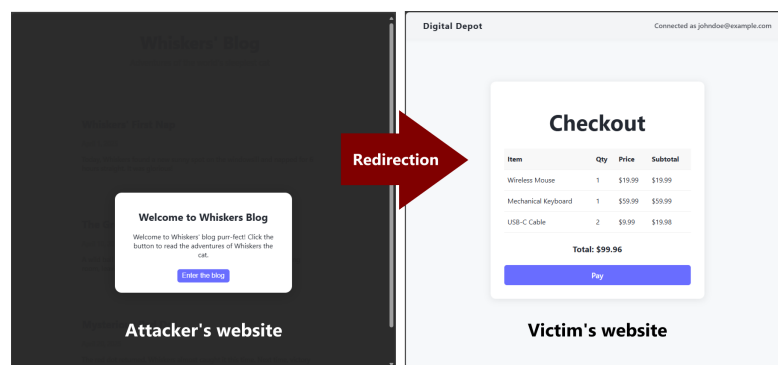 Whiskers' Blog
Welcome to Whiskers Blog
Welcome to Whiskers' blog purr-fect! Click the
button to read the adventures of Whiskers the
cat.
Enter the blog
Attacker's website
Redirection
Digital Depot
Connected as johndoe@example.com
Checkout
Item Qty Price Subtotal
Wireless Mouse 1 $19.99 $19.99
Mechanical Keyboard 1 $59.99 $59.99
USB-C Cable 2 $9.99 $19.98
Total: $99.96
Pay
Victim's website